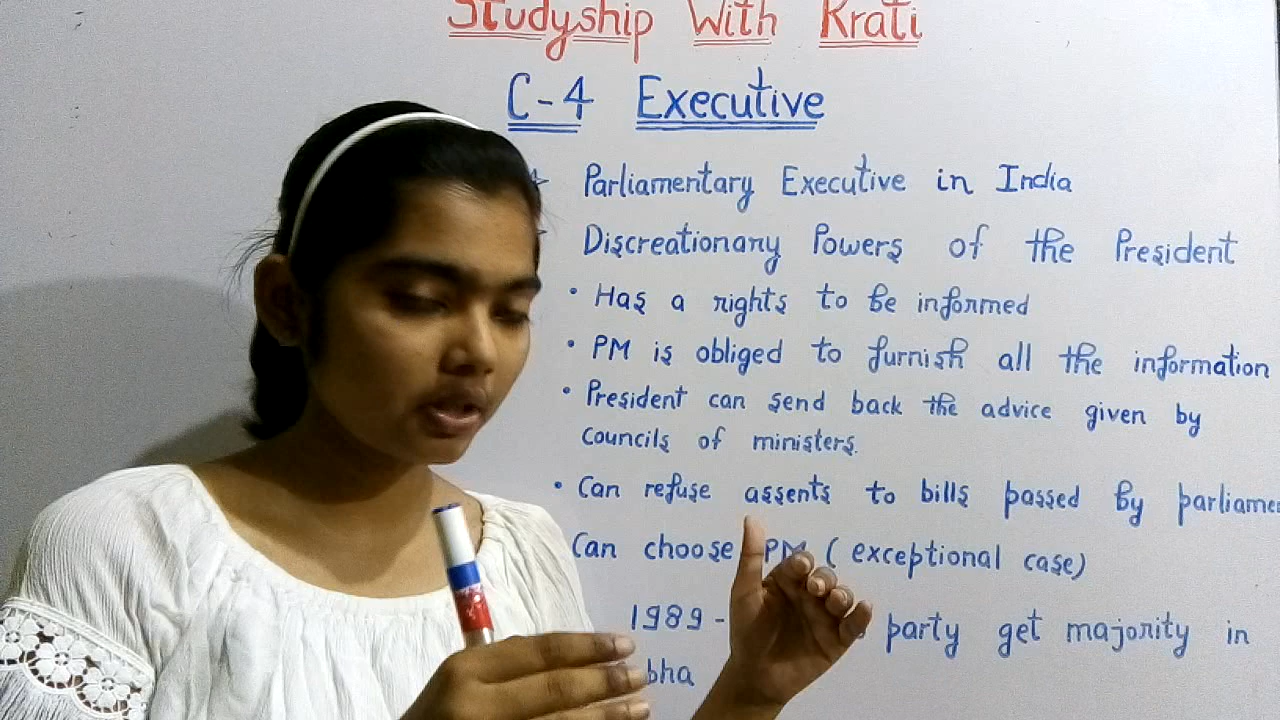 Studyship With Krati
C-4 Executive
Parliamentary Executive in India
Discreationary Powers of the President
• Has a rights to be informed
• PM is obliged to furnish all the information
• President can send back the advice given by
Councils of ministers.
• Can refuse assents to bills passed by parliame
Can choose PM (exceptional case)
1989 - party get majority in
bha